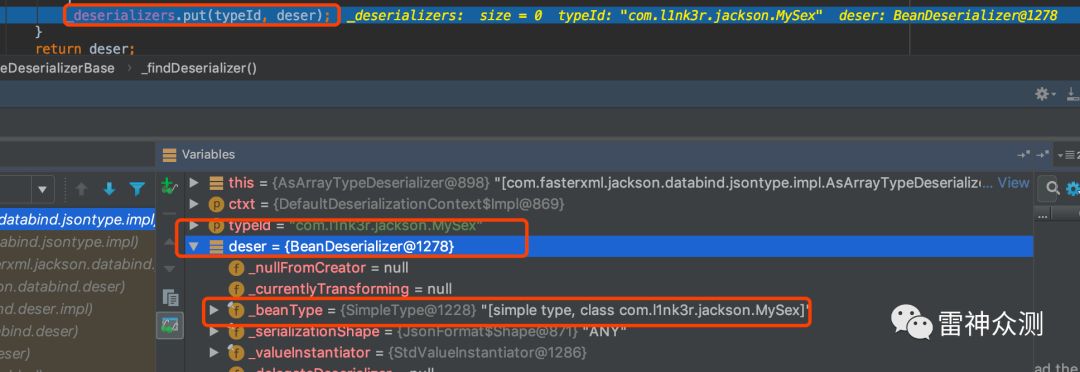 _deserializers.put(typeId, deser); _deserializers: size = 0 typeId: "com.l1nk3r.jackson.MySex" deser: BeanDeserializer@1278
}
return deser;
eDeserializerBase › _findDeserializer()
Variables
this = {AsArrayTypeDeserializer@898} "[com.fasterxml.jackson.databind.jsontype.impl.AsArrayTypeDeserializ... View
ctxt = {DefaultDeserializationContext$Impl@869}
typeId = "com.l1nk3r.jackson.MySex"
databind.jsontype.impl)
deser = {BeanDeserializer@1278}
jsontype.impl)
_nullFromCreator = null
erxml.jackson.databind.
_currentlyTransforming = null
on.databind.deser)
_beanType = {SimpleType@1228} "[simple type, class com.l1nk3r.jackson.MySex]"
nd.deser.impl)
_serializationShape = {JsonFormat$Shape@871} "ANY"
bind.deser)
_valueInstantiator = {StdValueInstantiator@1286}
eser)
_delegateDeserializer = null
ad the
雷神众测